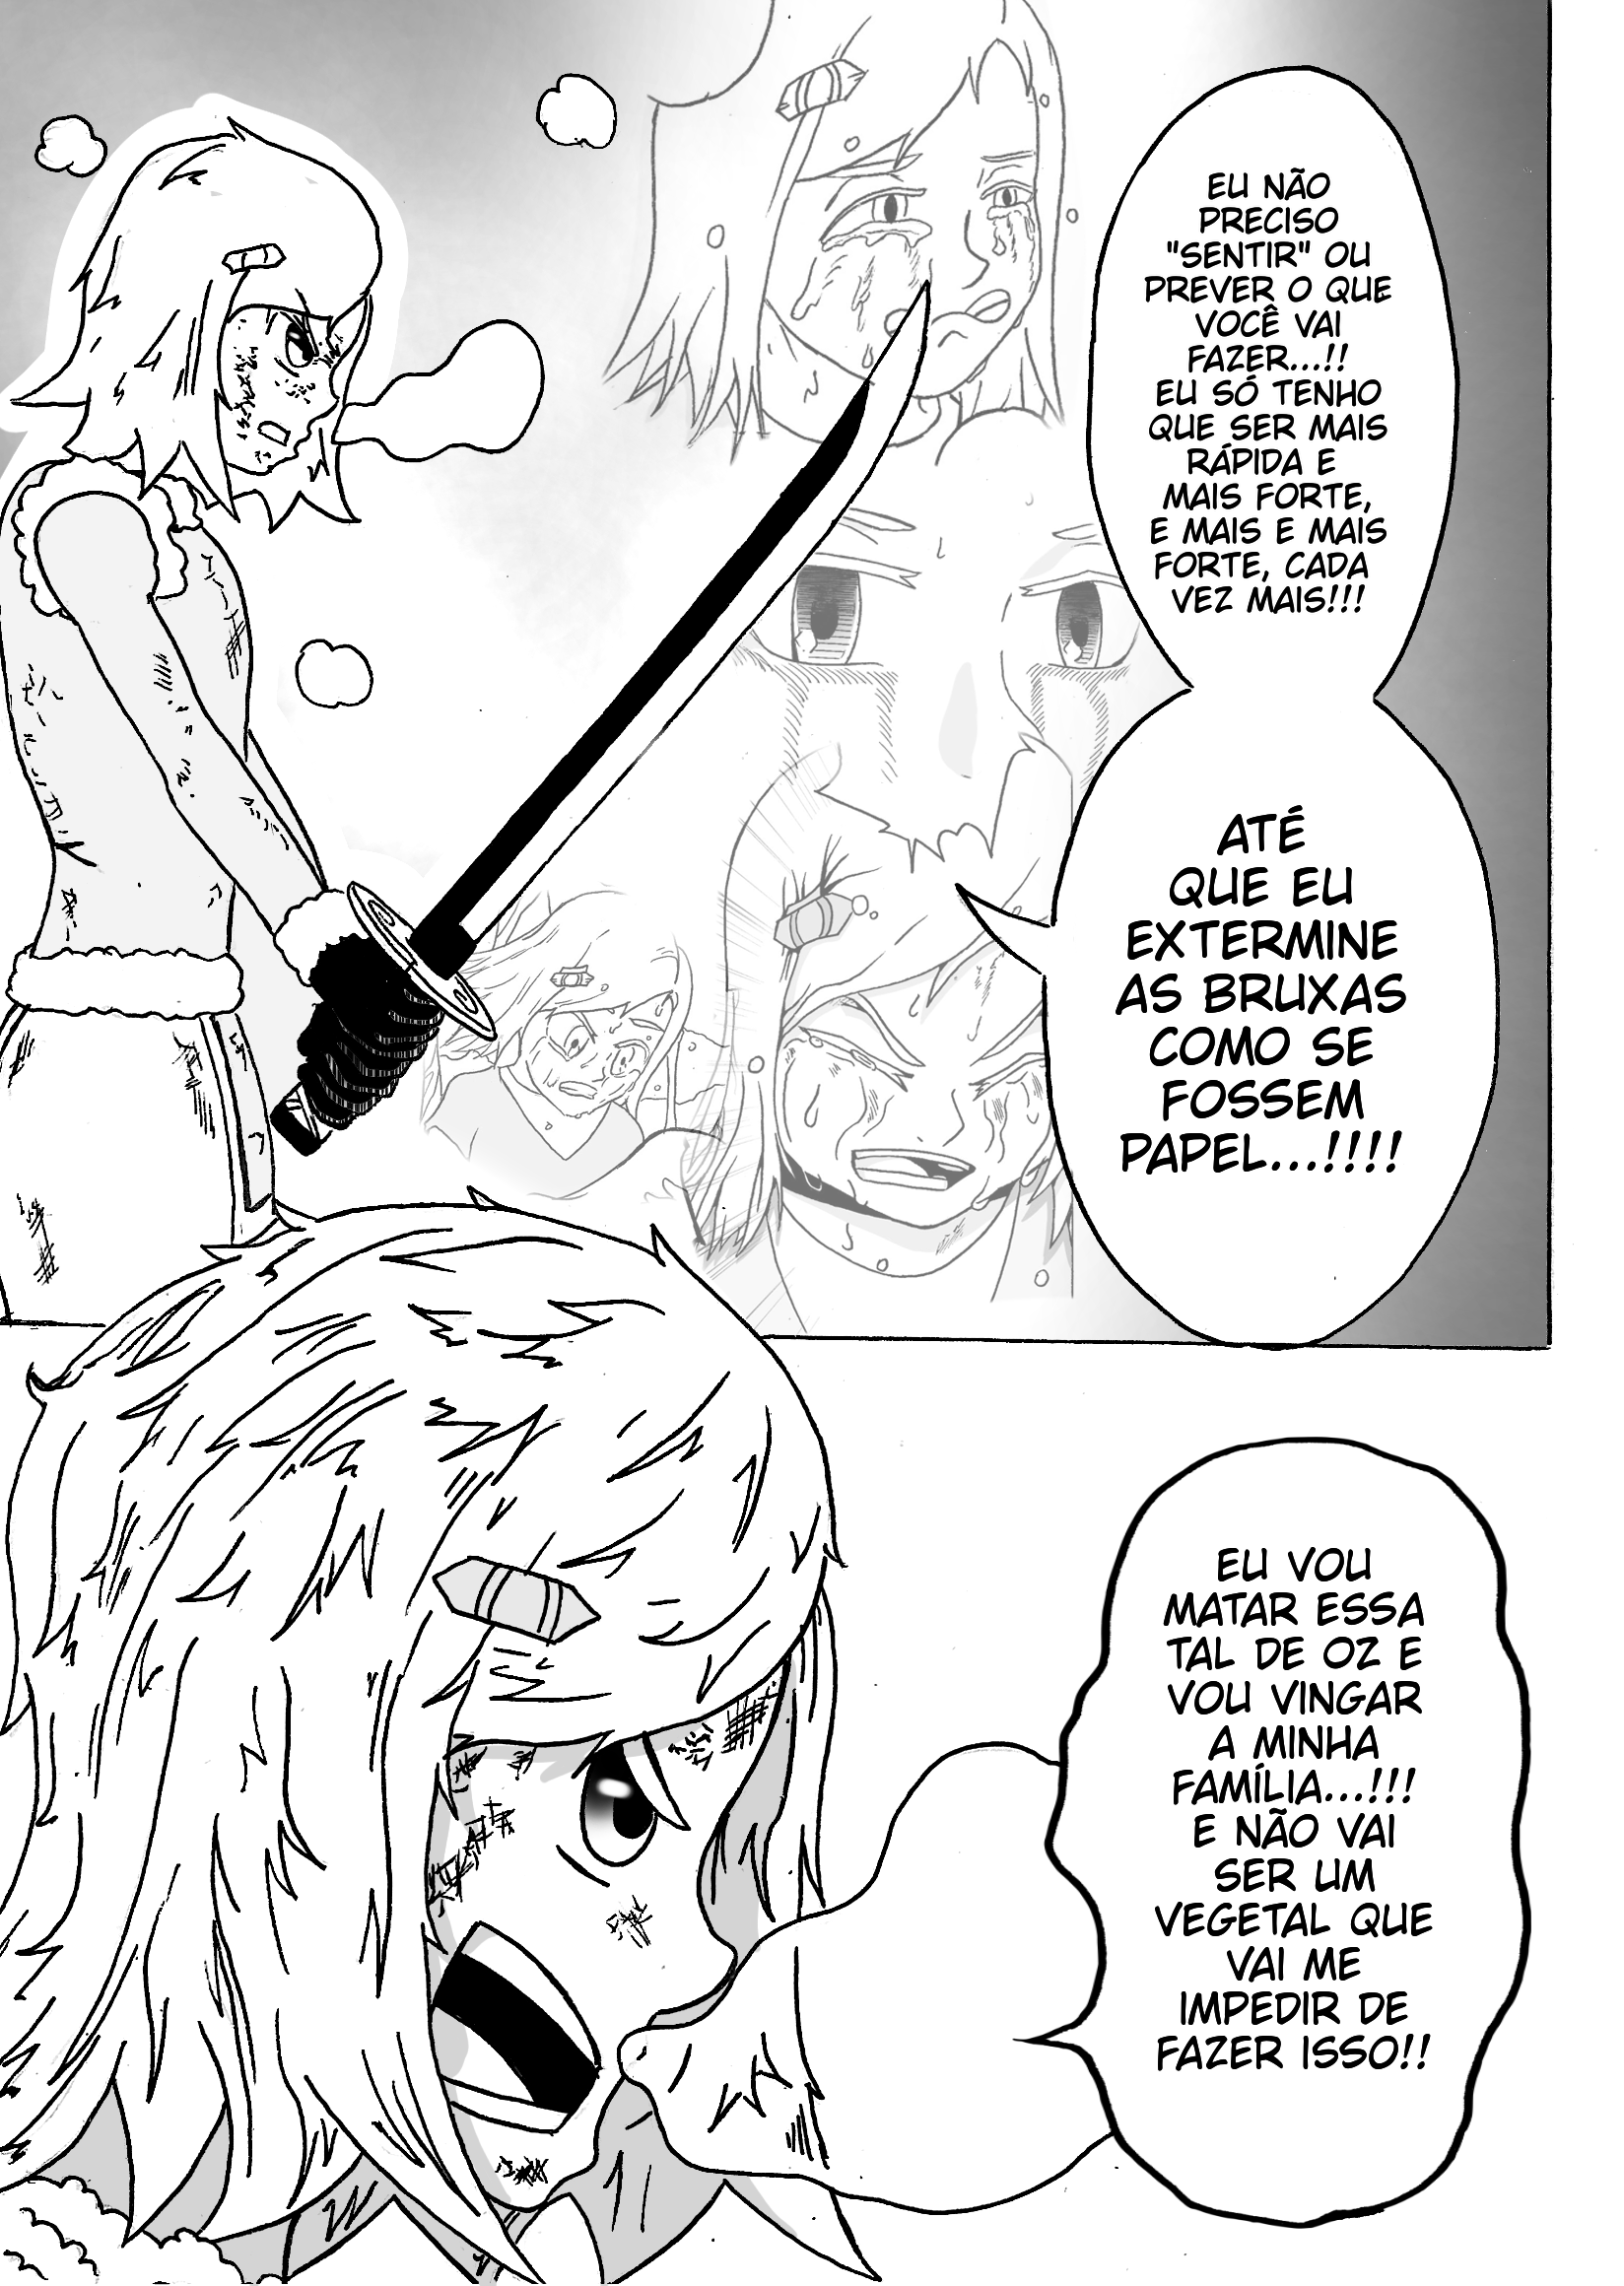 EU NÃO
PRECISO
"SENTIR" OU
PREVER O QUE
VOCÊ VAI
FAZER...!!
EU SÓ TENHO
QUE SER MAIS
RÁPIDA E
MAIS FORTE,
E MAIS E MAIS
FORTE, CADA
VEZ MAIS!!!
ATÉ
QUE EU
EXTERMINE
AS BRUXAS
COMO SE
FOSSEM
PAPEL...!!!!
EU VOU
MATAR ESSA
TAL DE OZ E
VOU VINGAR
A MINHA
FAMÍLIA...!!!
E NÃO VAI
SER UM
VEGETAL QUE
VAI ME
IMPEDIR DE
FAZER ISSO!!